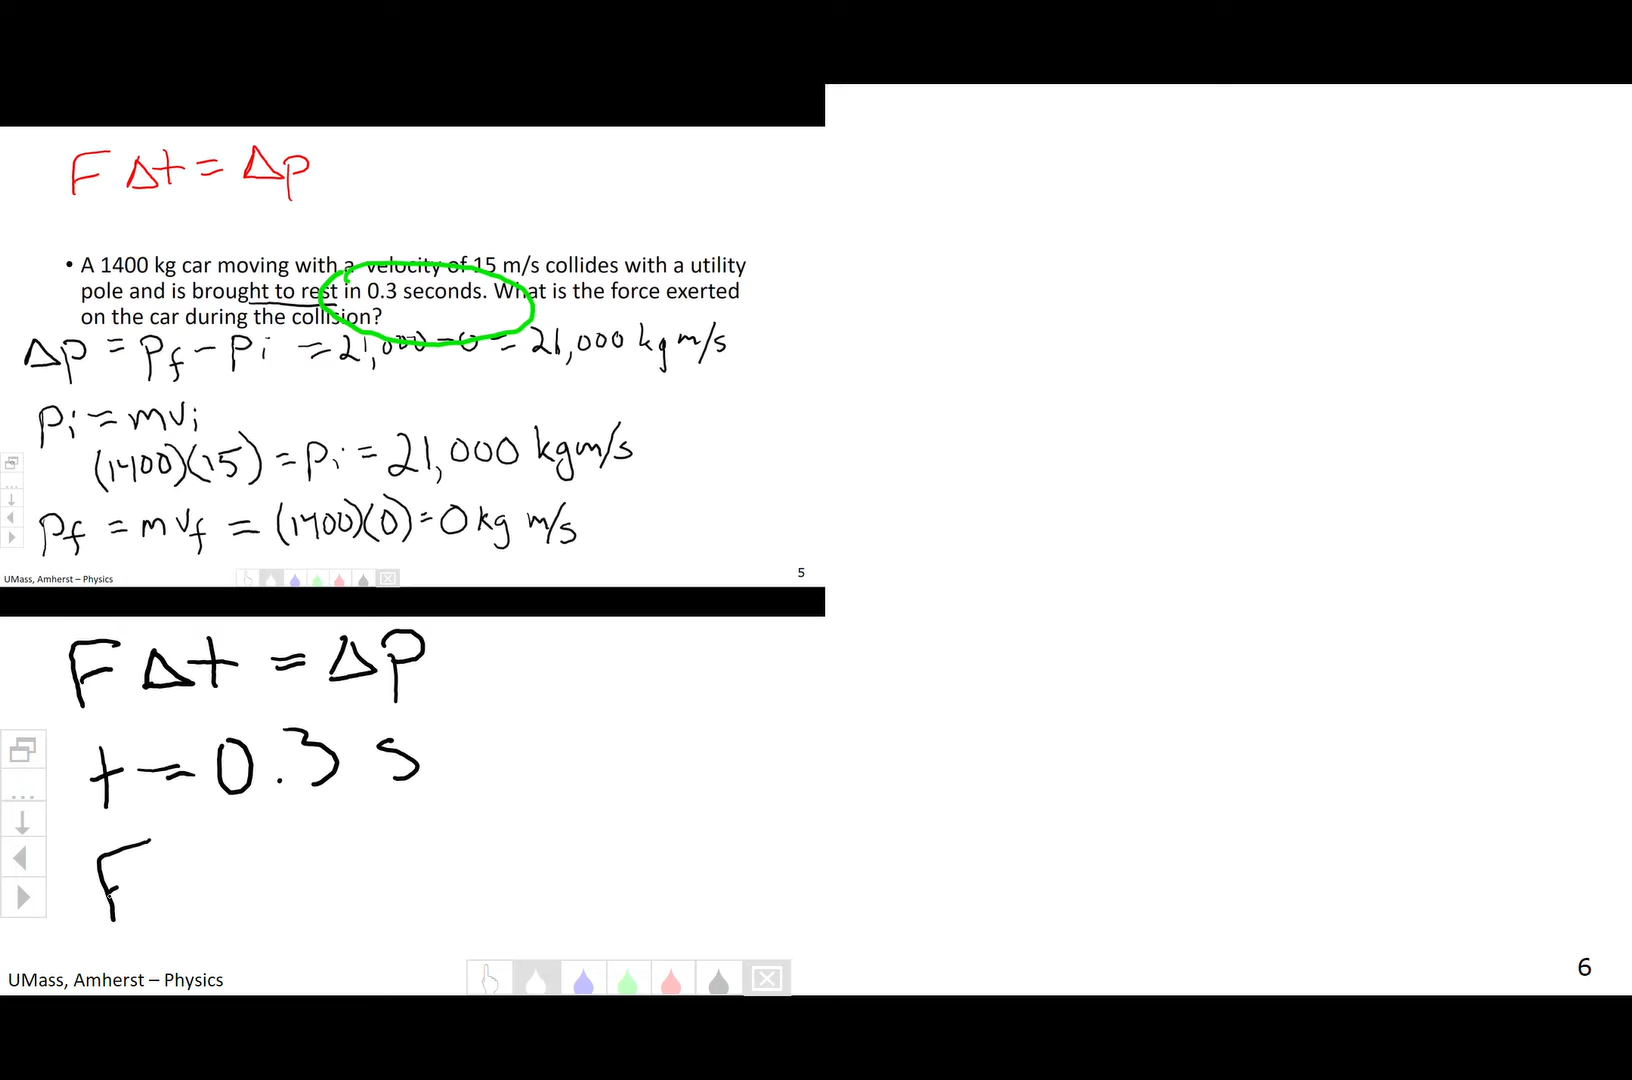 F Δt = Δp
• A 1400 kg car moving with a velocity of 15 m/s collides with a utility
pole and is brought to rest in 0.3 seconds. What is the force exerted
on the car during the collision?
Δp = pf - pi = 21,000 - 0 = 21,000 kg m/s
pi = mvi
(1400)(15) = pi = 21,000 kgm/s
pf = mvf = (1400)(0) = 0 kg m/s
UMass, Amherst – Physics
5
F Δt = Δp
t = 0.3 s
F
UMass, Amherst – Physics
6